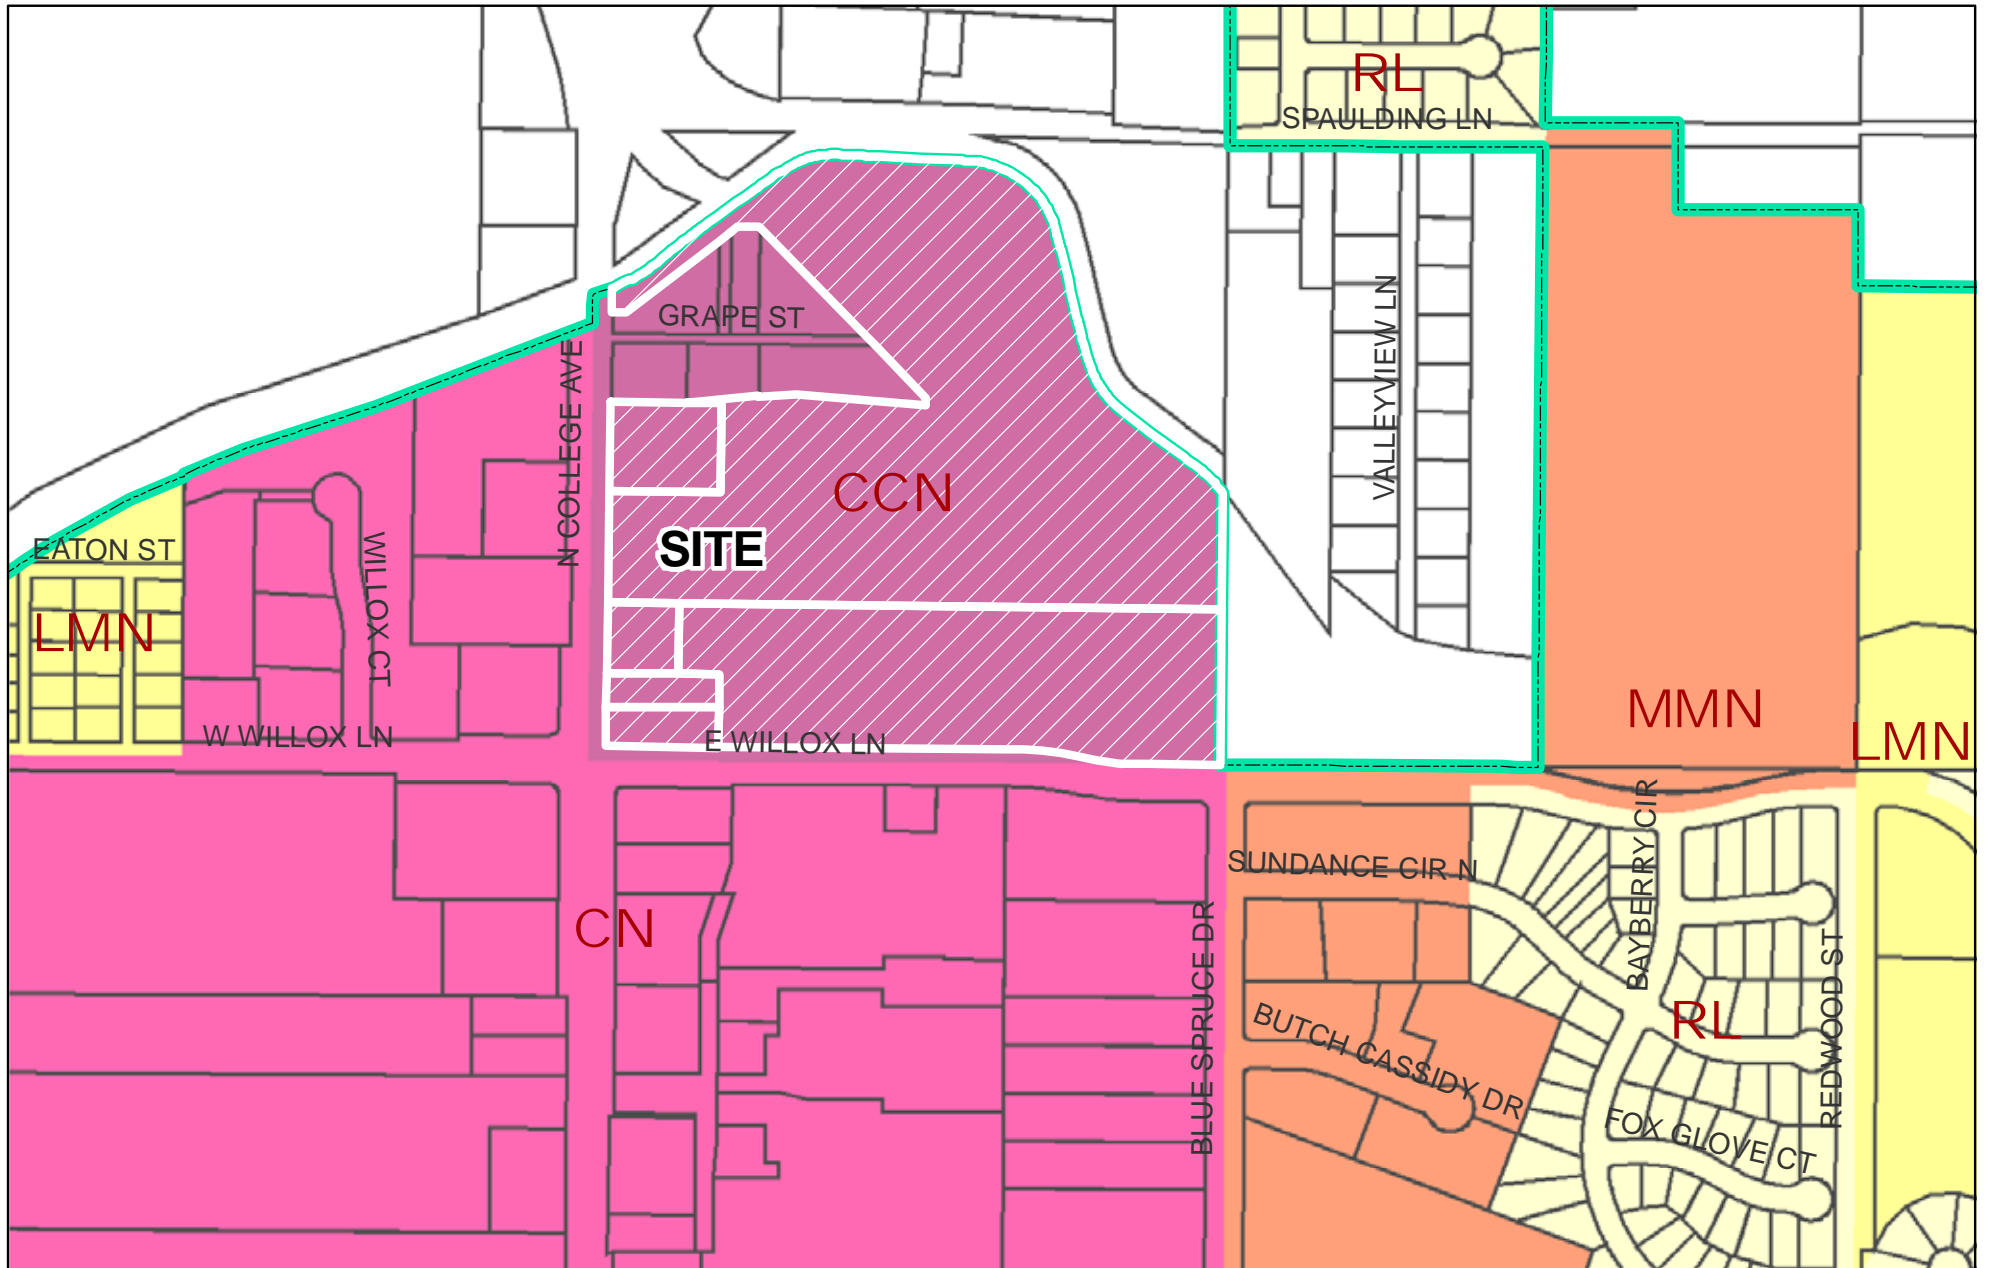 RL
SPAULDING LN
GRAPE ST
N COLLEGE AVE
VALLEYVIEW LN
CCN
SITE
EATON ST
WILLOX CT
LMN
W WILLOX LN
E WILLOX LN
MMN
LMN
SUNDANCE CIR N
BAYBERRY CIR
CN
BLUE SPRUCE DR
REDWOOD ST
RL
BUTCH CASSIDY DR
FOX GLOVE CT